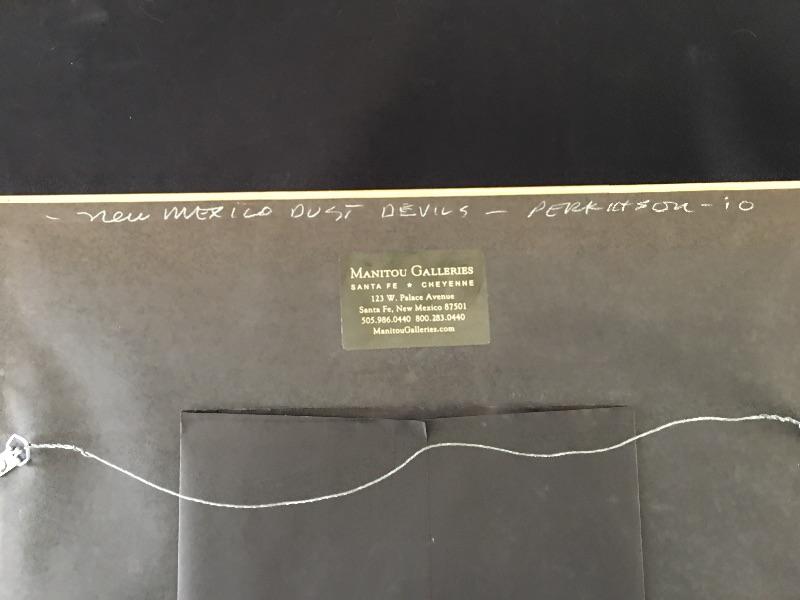 - New MEXICO DUST DEVILS - PERKINSON - 10
MANITOU GALLERIES
SANTA FE ★ CHEYENNE
123 W. Palace Avenue
Santa Fe, New Mexico 87501
505.986.0440 800.283.0440
ManitouGalleries.com